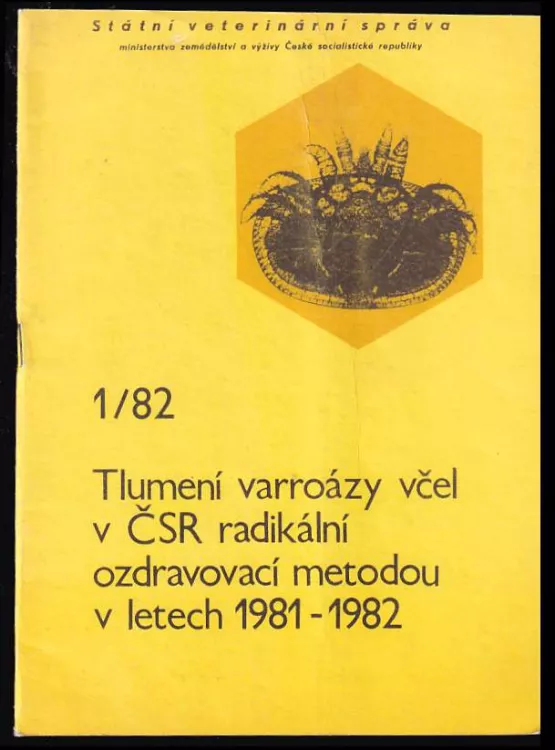 Státní veterinární správa
ministerstva zemědělství a výživy České socialistické republiky
1/82
Tlumení varroázy včel
v ČSR radikální
ozdravovací metodou
v letech 1981-1982